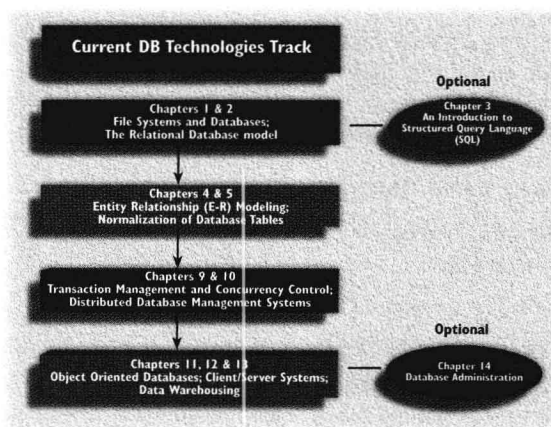 Current DB Technologies Track
Optional
Chapters 1 & 2
File Systems and Databases;
The Relational Database model
Chapter 3
An Introduction to
Structured Query Language
(SQL)
Chapters 4 & 5
Entity Relationship (E-R) Modeling;
Normalization of Database Tables
Chapters 9 & 10
Transaction Management and Concurrency Control;
Distributed Database Management Systems
Optional
Chapters 11, 12 & 13
Object Oriented Databases; Client/Server Systems;
Data Warehousing
Chapter 14
Database Administration